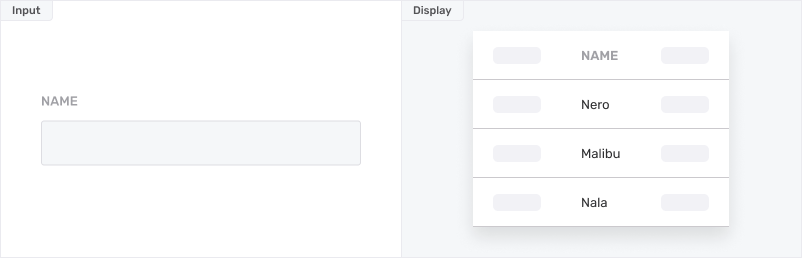 Input
Display
NAME
NAME
Nero
Malibu
Nala